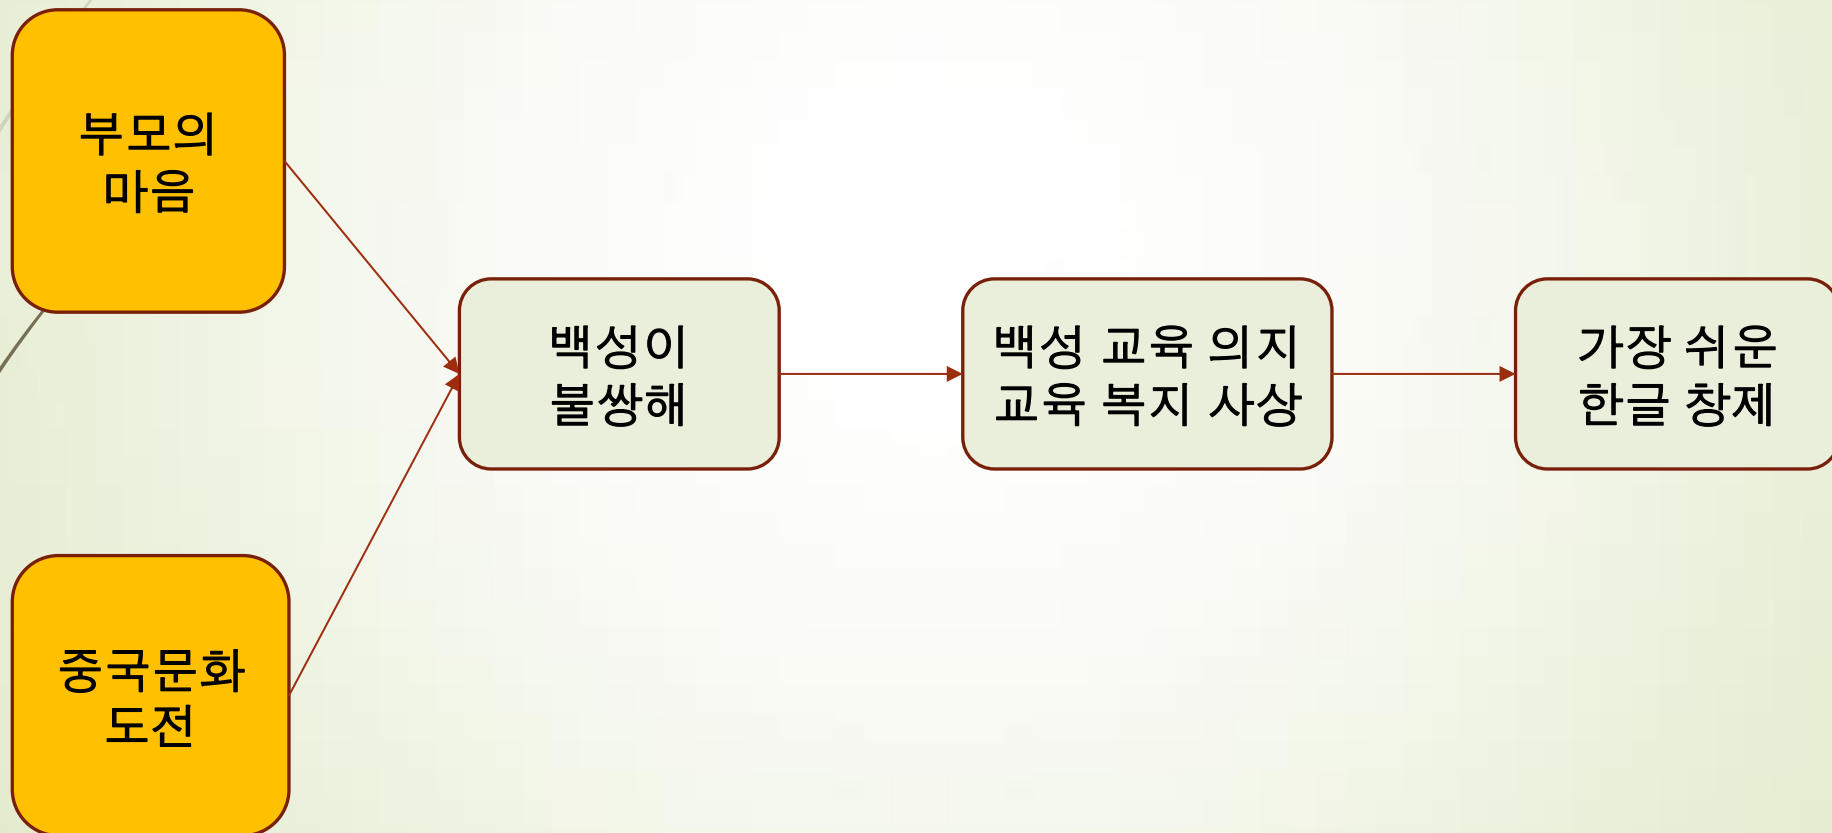 부모의
마음
백성이
불쌍해
백성 교육 의지
교육 복지 사상
가장 쉬운
한글 창제
중국문화
도전